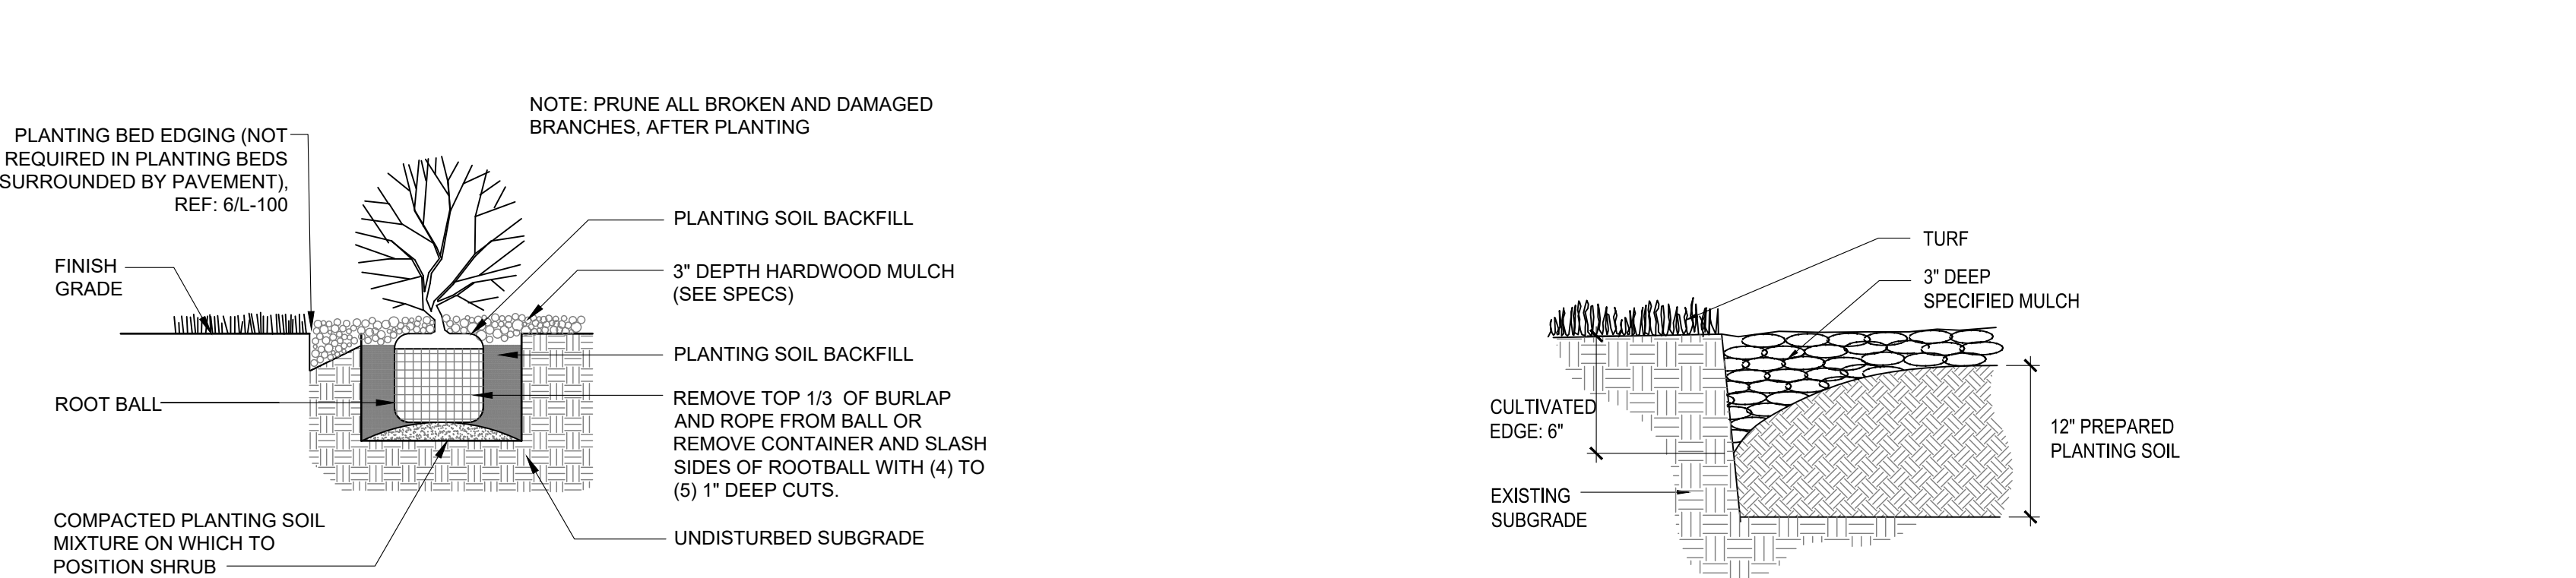 NOTE: PRUNE ALL BROKEN AND DAMAGED
BRANCHES, AFTER PLANTING
PLANTING BED EDGING (NOT
REQUIRED IN PLANTING BEDS
SURROUNDED BY PAVEMENT),
REF: 6/L-100
FINISH
GRADE
ROOT BALL
COMPACTED PLANTING SOIL
MIXTURE ON WHICH TO
POSITION SHRUB
PLANTING SOIL BACKFILL
3" DEPTH HARDWOOD MULCH
(SEE SPECS)
PLANTING SOIL BACKFILL
REMOVE TOP 1/3 OF BURLAP
AND ROPE FROM BALL OR
REMOVE CONTAINER AND SLASH
SIDES OF ROOTBALL WITH (4) TO
(5) 1" DEEP CUTS.
UNDISTURBED SUBGRADE
TURF
3" DEEP
SPECIFIED MULCH
CULTIVATED
EDGE: 6"
EXISTING
SUBGRADE
12" PREPARED
PLANTING SOIL